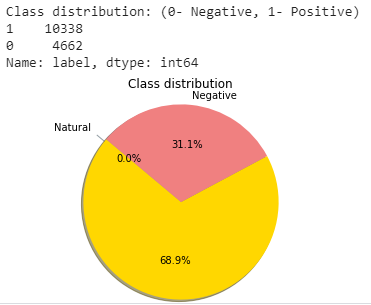 Class distribution: (0- Negative, 1- Positive)
1 10338
0 4662
Name: label, dtype: int64
Class distribution
Negative
Natural
31.1%
0.0%
68.9%